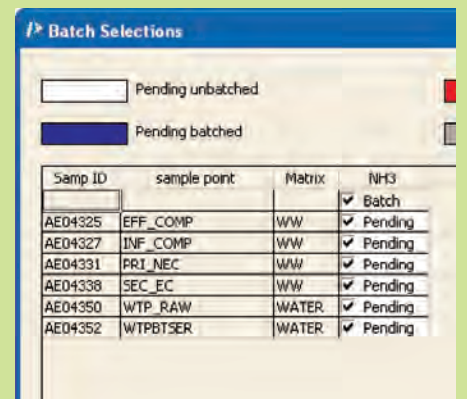 Batch Selections
Pending unbatched
Pending batched
Samp ID sample point Matrix NH3
Batch
AE04325 EFF_COMP WW Pending
AE04327 INF_COMP WW Pending
AE04331 PRI_NEC WW Pending
AE04338 SEC_EC WW Pending
AE04350 WTP_RAW WATER Pending
AE04352 WTPBTSER WATER Pending